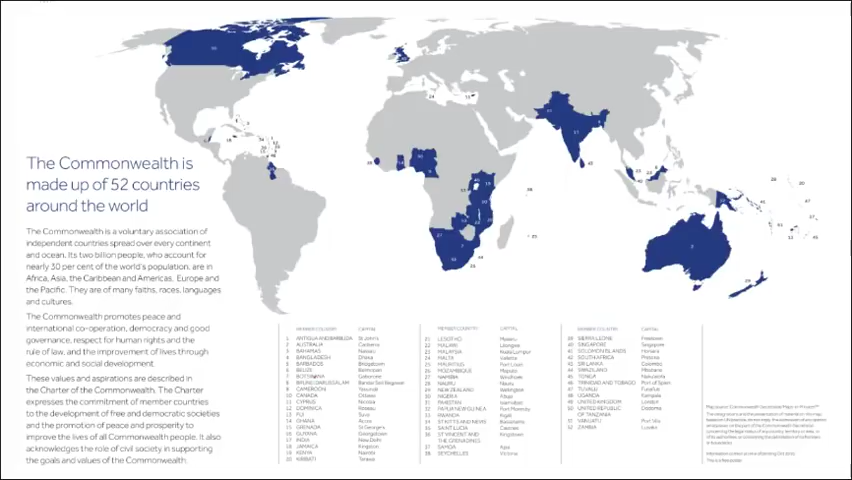 The Commonwealth is
made up of 52 countries
around the world
The Commonwealth is a voluntary association of
independent countries spread over every continent
and ocean. Its two billion people, who account for
nearly 30 per cent of the world's population, are in
Africa, Asia, the Caribbean and Americas, Europe and
the Pacific. They are of many faiths, races, languages
and cultures.
The Commonwealth promotes peace and
international co-operation, democracy and good
governance, respect for human rights and the
rule of law, and the improvement of lives through
economic and social development.
These values and aspirations are described in
the Charter of the Commonwealth. The Charter
expresses the commitment of member countries
to the development of free and democratic societies
and the promotion of peace and prosperity to
improve the lives of all Commonwealth people. It also
acknowledges the role of civil society in supporting
the goals and values of the Commonwealth.
MEMBER COUNTRY CAPITAL
1 ANTIGUA AND BARBUDA St John's
2 AUSTRALIA Canberra
3 BAHAMAS Nassau
4 BANGLADESH Dhaka
5 BARBADOS Bridgetown
6 BELIZE Belmopan
7 BOTSWANA Gaborone
8 BRUNEI DARUSSALAM Bandar Seri Begawan
9 CAMEROON Yaoundé
10 CANADA Ottawa
11 CYPRUS Nicosia
12 DOMINICA Roseau
13 FIJI Suva
14 GHANA Accra
15 GRENADA St George's
16 GUYANA Georgetown
17 INDIA New Delhi
18 JAMAICA Kingston
19 KENYA Nairobi
20 KIRIBATI Tarawa
MEMBER COUNTRY CAPITAL
21 LESOTHO Maseru
22 MALAWI Lilongwe
23 MALAYSIA Kuala Lumpur
24 MALTA Valletta
25 MAURITIUS Port Louis
26 MOZAMBIQUE Maputo
27 NAMIBIA Windhoek
28 NAURU Nauru
29 NEW ZEALAND Wellington
30 NIGERIA Abuja
31 PAKISTAN Islamabad
32 PAPUA NEW GUINEA Port Moresby
33 RWANDA Kigali
34 ST KITTS AND NEVIS Basseterre
35 SAINT LUCIA Castries
36 ST VINCENT AND Kingstown
THE GRENADINES
37 SAMOA Apia
38 SEYCHELLES Victoria
MEMBER COUNTRY CAPITAL
39 SIERRA LEONE Freetown
40 SINGAPORE Singapore
41 SOLOMON ISLANDS Honiara
42 SOUTH AFRICA Pretoria
43 SRI LANKA Colombo
44 SWAZILAND Mbabane
45 TONGA Nuku'alofa
46 TRINIDAD AND TOBAGO Port of Spain
47 TUVALU Funafuti
48 UGANDA Kampala
49 UNITED KINGDOM London
50 UNITED REPUBLIC Dodoma
OF TANZANIA
51 VANUATU Port Vila
52 ZAMBIA Lusaka